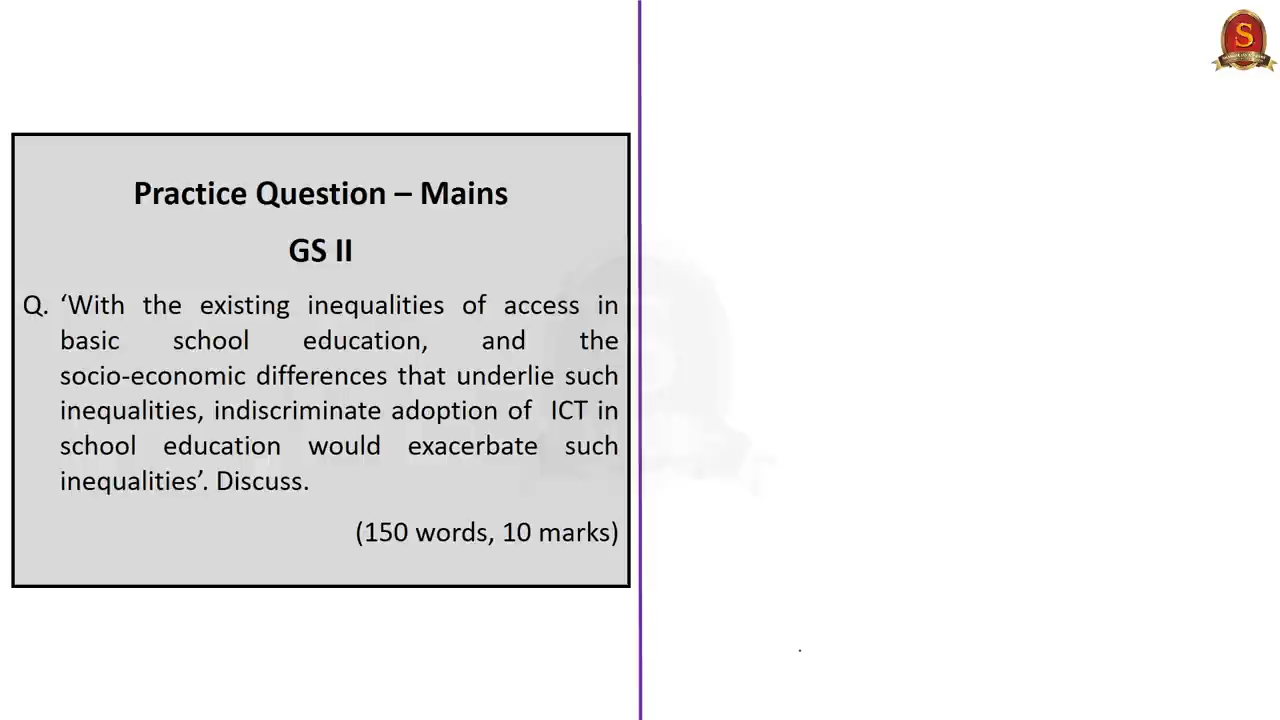 S
Practice Question – Mains
GS II
Q. ‘With the existing inequalities of access in
basic school education, and the
socio-economic differences that underlie such
inequalities, indiscriminate adoption of ICT in
school education would exacerbate such
inequalities’. Discuss.
(150 words, 10 marks)